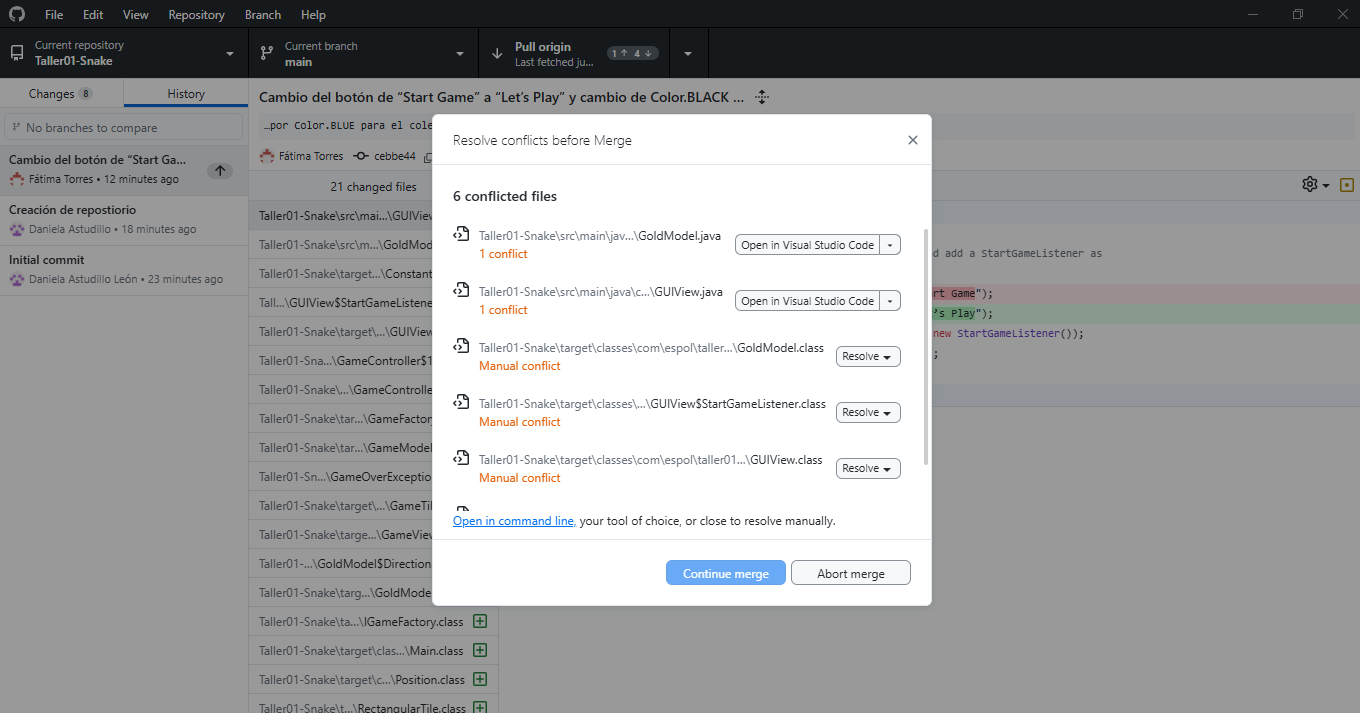 File Edit View Repository Branch Help
Current repository
Taller01-Snake
Current branch
main
Pull origin
Last fetched ju...
1 4
Changes 8
History
No branches to compare
Cambio del botón de “Start Ga...
Fátima Torres • 12 minutes ago
Creación de repostiorio
Daniela Astudillo • 18 minutes ago
Initial commit
Daniela Astudillo León • 23 minutes ago
Cambio del botón de “Start Game” a “Let’s Play” y cambio de Color.BLACK ...
…por Color.BLUE para el cole
Fátima Torres cebbe44
21 changed files
Taller01-Snake\src\mai...\GUIView
Taller01-Snake\src\m...\GoldMod
Taller01-Snake\target...\Constant
Tall...\GUIView$StartGameListene
Taller01-Snake\target\...\GUIView
Taller01-Sna...\GameController$1
Taller01-Snake\...\GameControlle
Taller01-Snake\tar...\GameFactor
Taller01-Snake\tar...\GameModel
Taller01-Sn...\GameOverExceptio
Taller01-Snake\target\...\GameTil
Taller01-Snake\targe...\GameView
Taller01-...\GoldModel$Direction
Taller01-Snake\targ...\GoldMode
Taller01-Snake\ta...\IGameFactory.class
Taller01-Snake\target\clas...\Main.class
Taller01-Snake\target\c...\Position.class
Taller01-Snake\t...\RectangularTile.class
d add a StartGameListener as
rt Game");
’s Play");
new StartGameListener());
;
Resolve conflicts before Merge
6 conflicted files
Taller01-Snake\src\main\jav...\GoldModel.java
1 conflict
Open in Visual Studio Code
Taller01-Snake\src\main\java\c...\GUIView.java
1 conflict
Open in Visual Studio Code
Taller01-Snake\target\classes\com\espol\taller...\GoldModel.class
Manual conflict
Resolve
Taller01-Snake\target\classes\...\GUIView$StartGameListener.class
Manual conflict
Resolve
Taller01-Snake\target\classes\com\espol\taller01...\GUIView.class
Manual conflict
Resolve
Open in command line, your tool of choice, or close to resolve manually.
Continue merge
Abort merge